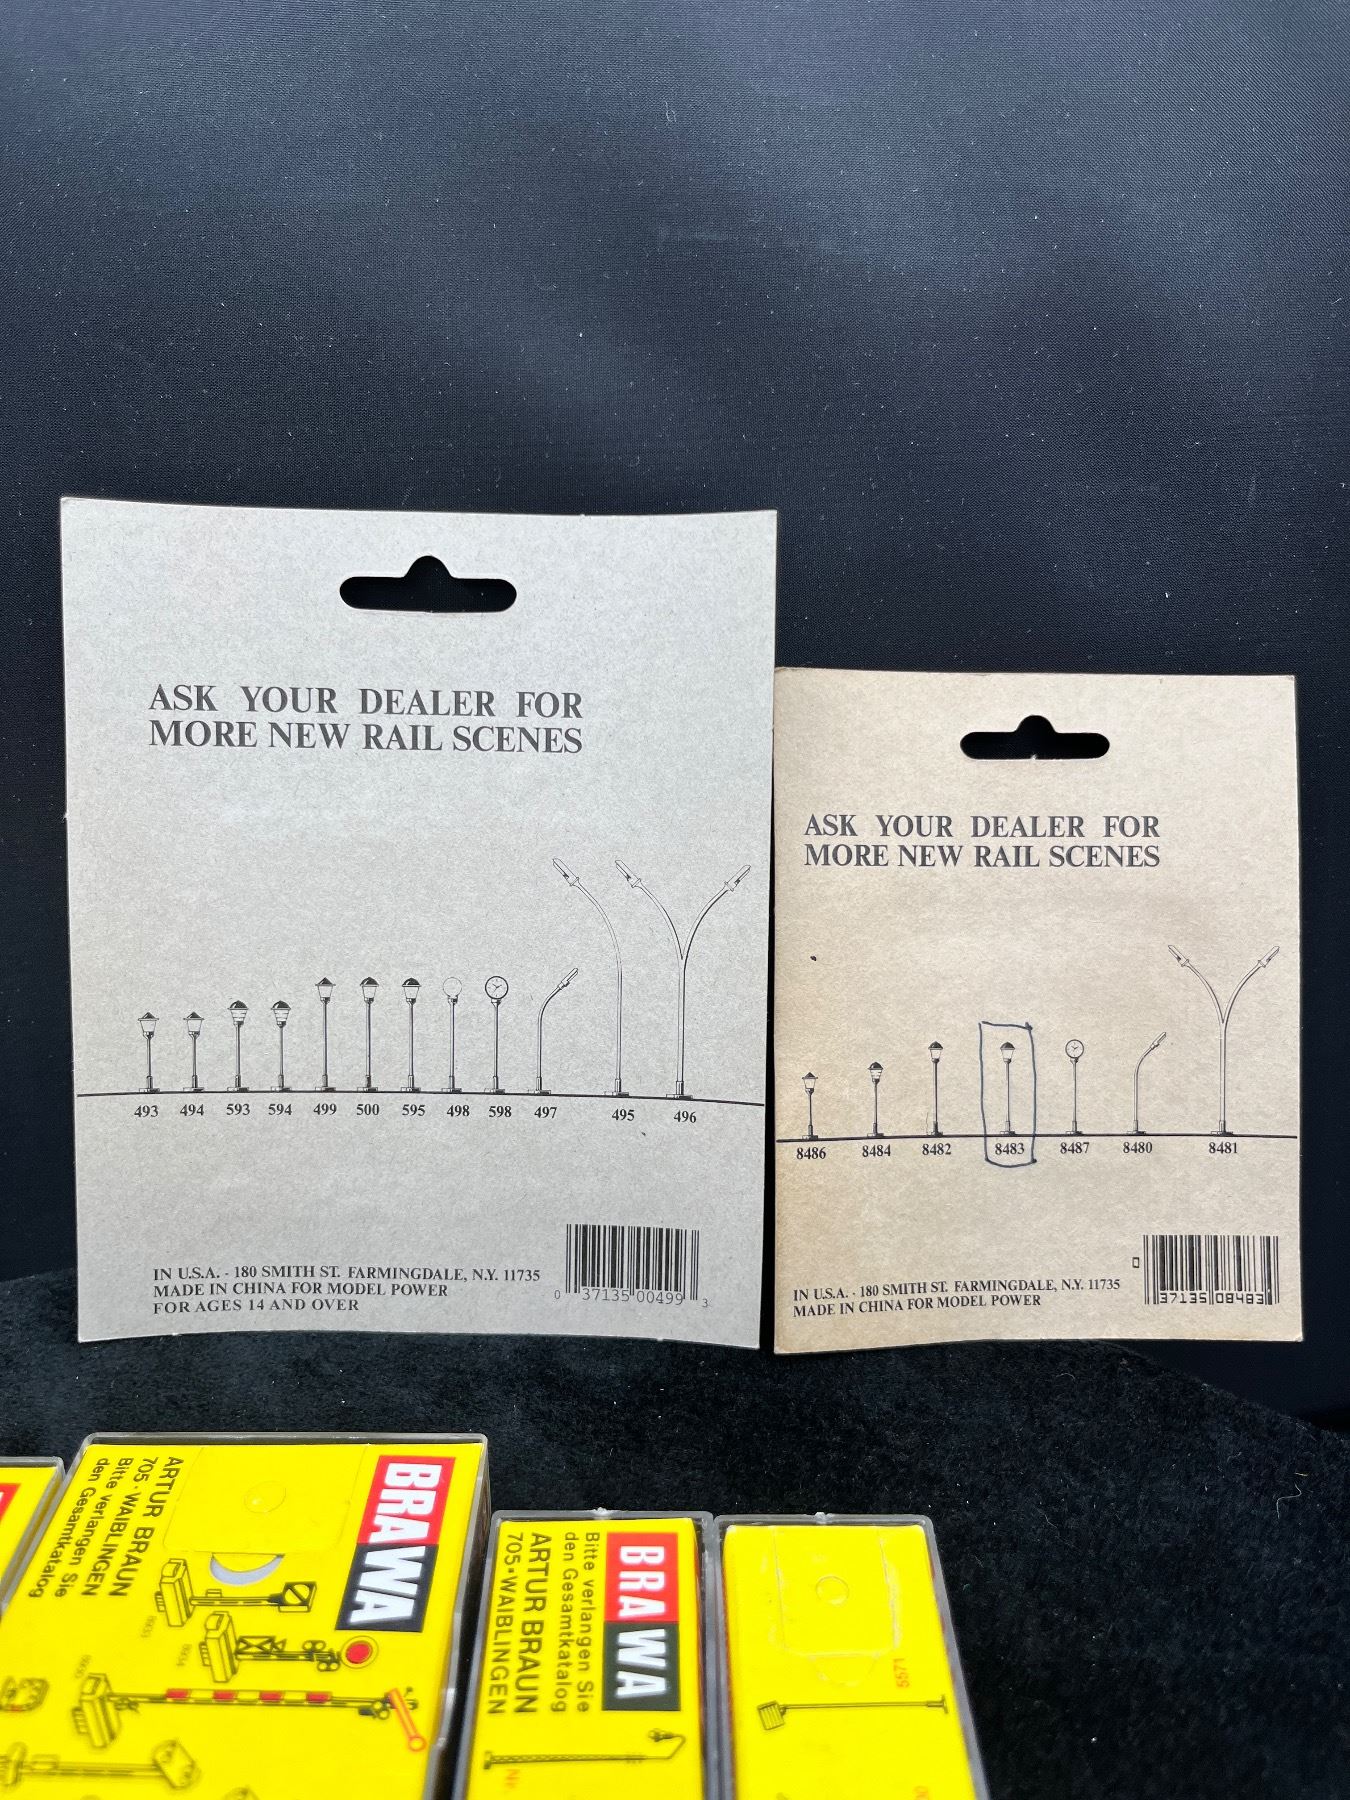 ASK YOUR DEALER FOR
MORE NEW RAIL SCENES
493 494 593 594 499 500 595 498 598 497 495 496
IN U.S.A. - 180 SMITH ST. FARMINGDALE, N.Y. 11735
MADE IN CHINA FOR MODEL POWER
FOR AGES 14 AND OVER
0 37135 00499 3
ASK YOUR DEALER FOR
MORE NEW RAIL SCENES
8486 8484 8482 8483 8487 8480 8481
IN U.S.A. - 180 SMITH ST. FARMINGDALE, N.Y. 11735
MADE IN CHINA FOR MODEL POWER
0 37135 08483
BRAWA
ARTUR BRAUN
705 · WAIBLINGEN
Bitte verlangen Sie
den Gesamtkatalog
BRAWA
Bitte verlangen Sie
den Gesamtkatalog
ARTUR BRAUN
705-WAIBLINGEN
Nr.